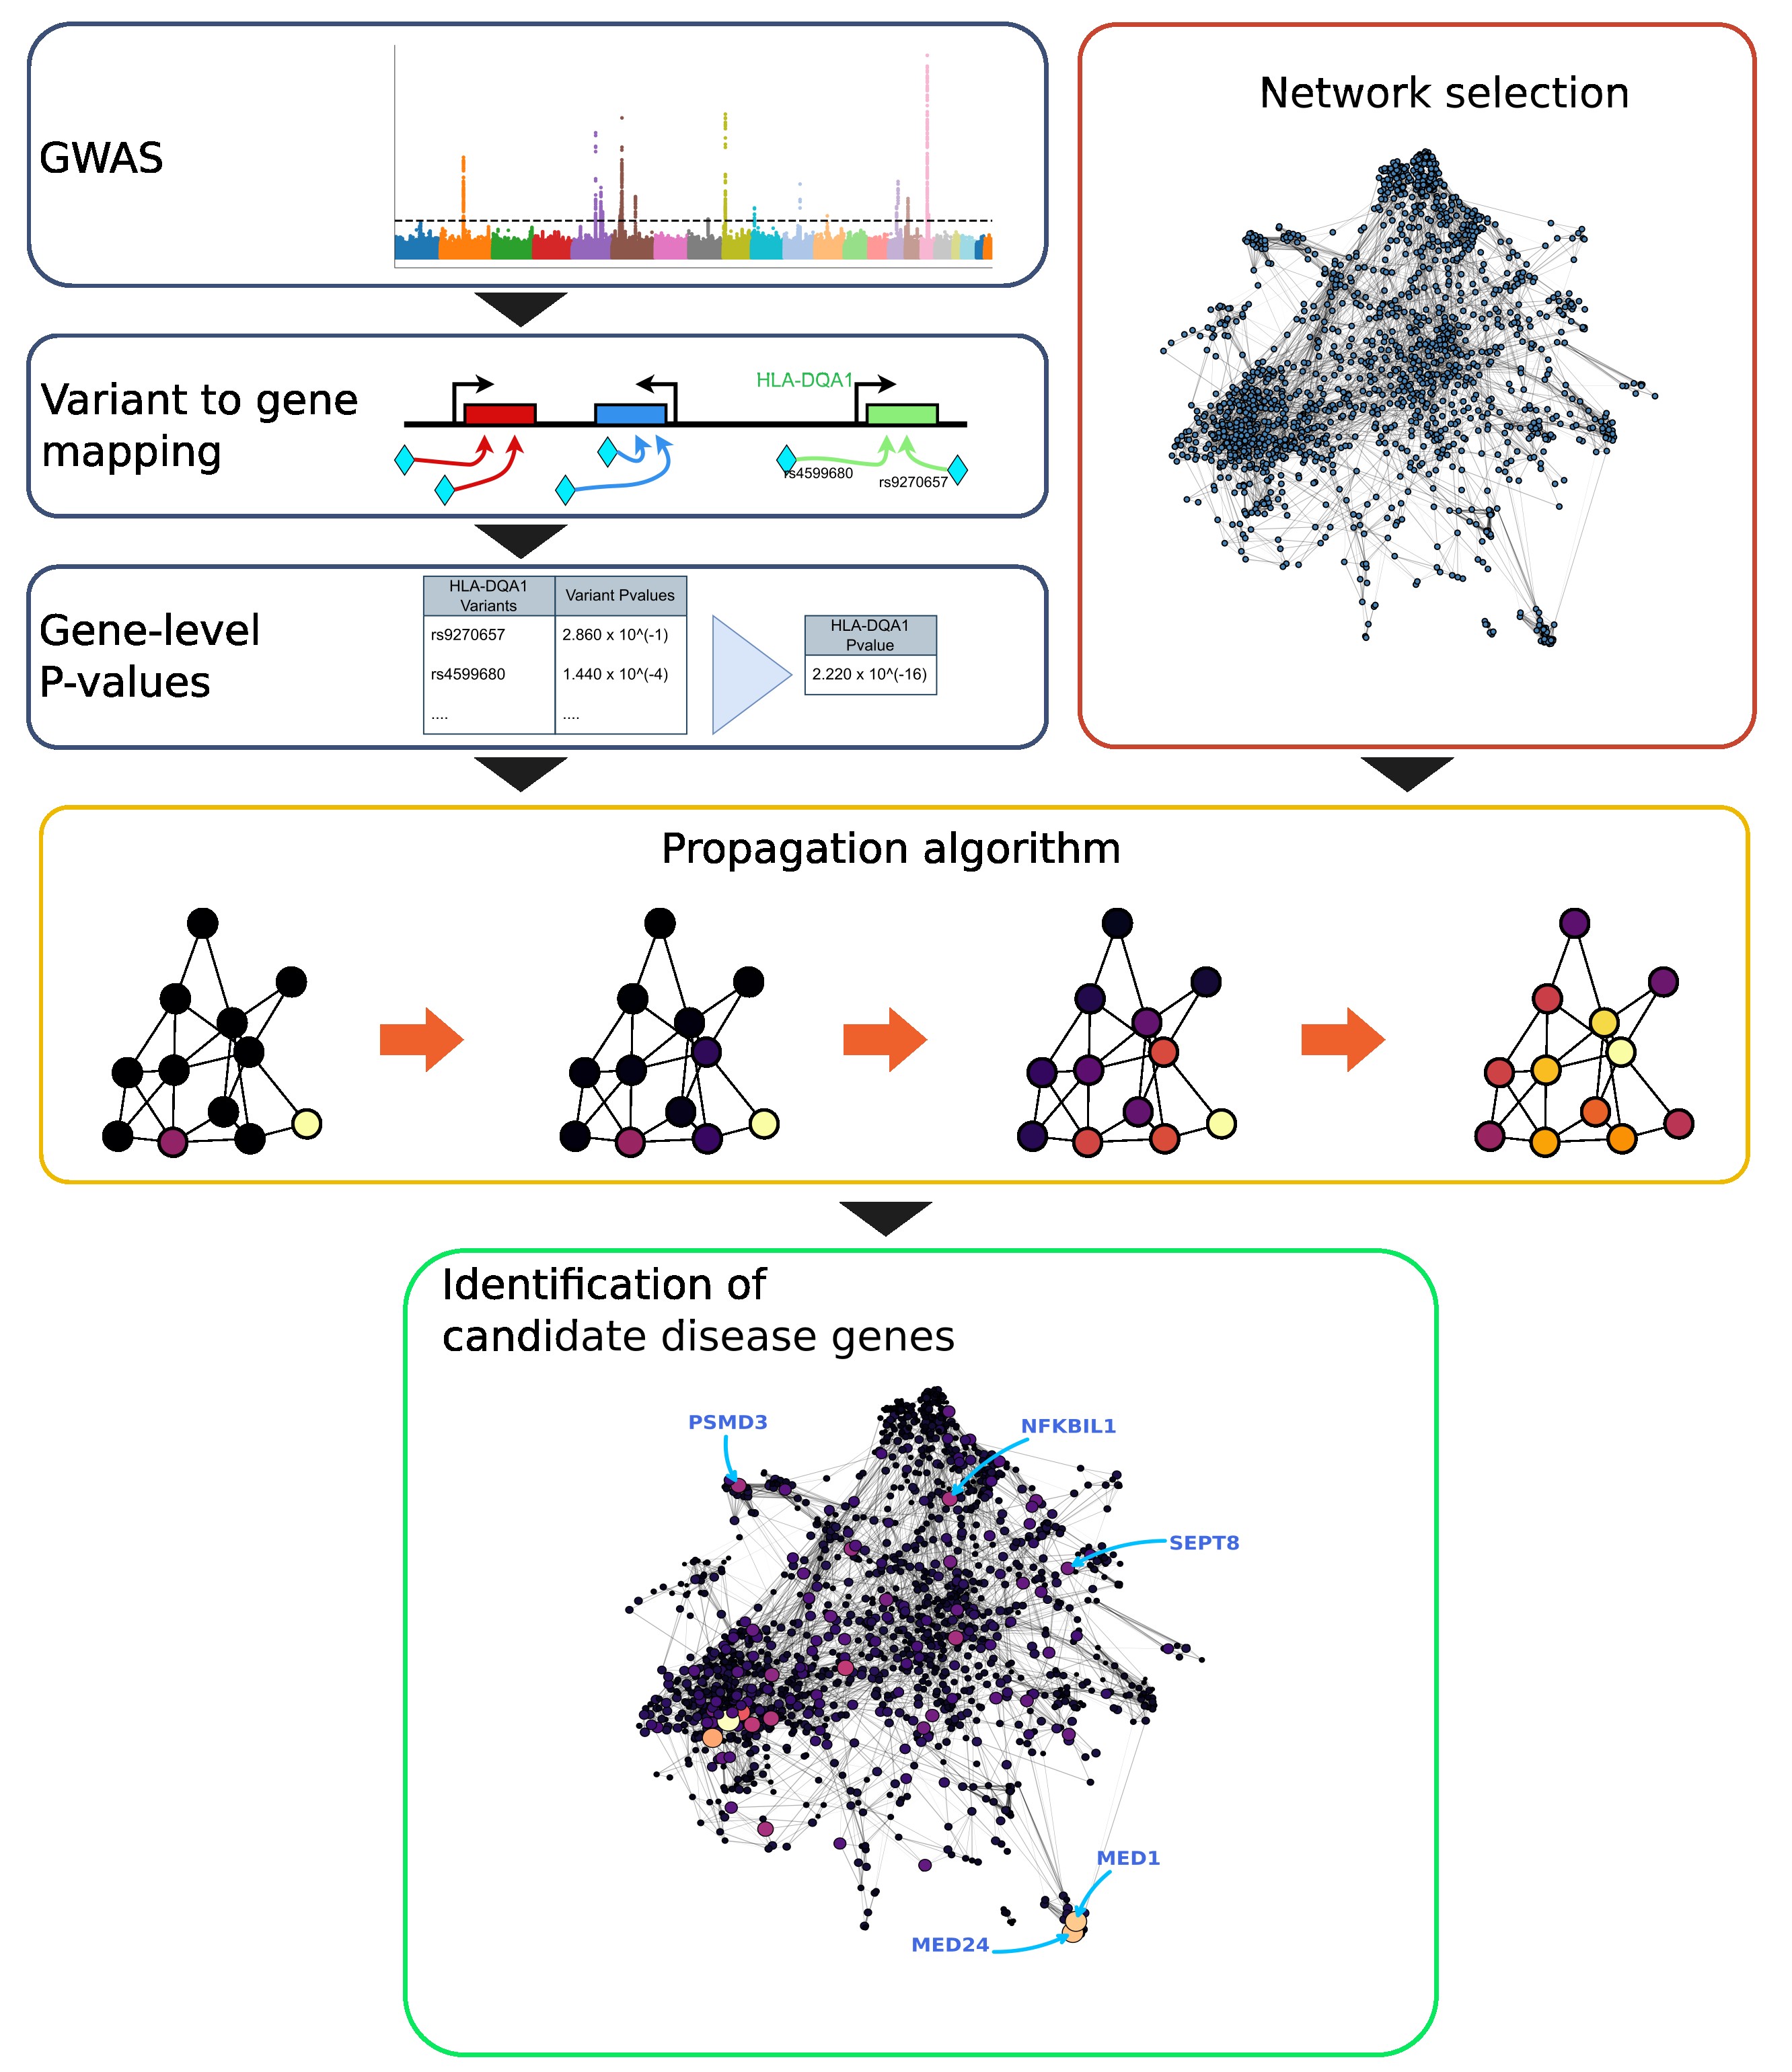 GWAS
Network selection
Variant to gene
mapping
HLA-DQA1
rs4599680
rs9270657
Gene-level
P-values
HLA-DQA1
Variants
Variant Pvalues
rs9270657
2.860 x 10^(-1)
rs4599680
1.440 x 10^(-4)
....
....
HLA-DQA1
Pvalue
2.220 x 10^(-16)
Propagation algorithm
Identification of
candidate disease genes
PSMD3
NFKBIL1
SEPT8
MED1
MED24